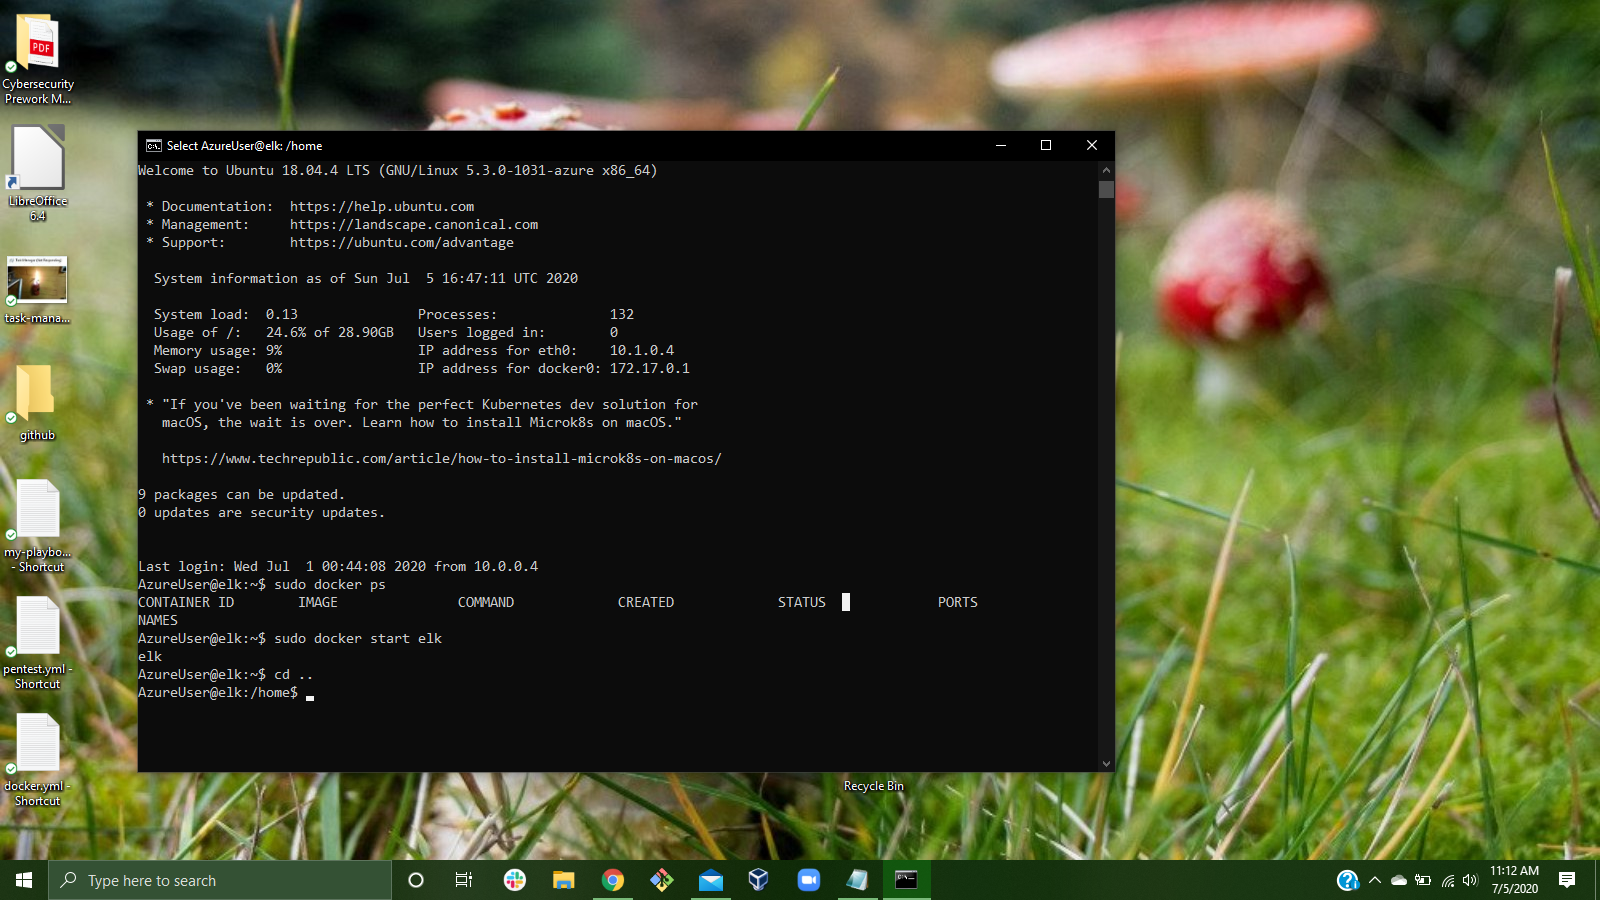 Cybersecurity
Prework M...
LibreOffice
6.4
task-mana...
github
my-playbo...
- Shortcut
pentest.yml -
Shortcut
docker.yml -
Shortcut
PDF
Select AzureUser@elk: /home
Welcome to Ubuntu 18.04.4 LTS (GNU/Linux 5.3.0-1031-azure x86_64)
* Documentation:  https://help.ubuntu.com
* Management:     https://landscape.canonical.com
* Support:        https://ubuntu.com/advantage
System information as of Sun Jul  5 16:47:11 UTC 2020
System load:  0.13               Processes:              132
Usage of /:   24.6% of 28.90GB   Users logged in:        0
Memory usage: 9%                 IP address for eth0:    10.1.0.4
Swap usage:   0%                 IP address for docker0: 172.17.0.1
* "If you've been waiting for the perfect Kubernetes dev solution for
macOS, the wait is over. Learn how to install Microk8s on macOS."
https://www.techrepublic.com/article/how-to-install-microk8s-on-macos/
9 packages can be updated.
0 updates are security updates.
Last login: Wed Jul  1 00:44:08 2020 from 10.0.0.4
AzureUser@elk:~$ sudo docker ps
CONTAINER ID        IMAGE               COMMAND             CREATED             STATUS              PORTS
NAMES
AzureUser@elk:~$ sudo docker start elk
elk
AzureUser@elk:~$ cd ..
AzureUser@elk:/home$
Recycle Bin
Type here to search
11:12 AM
7/5/2020